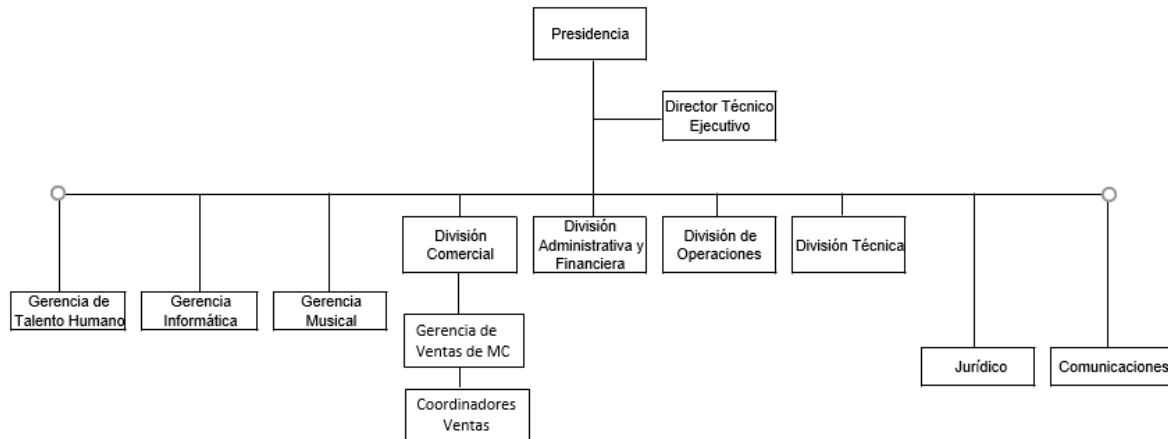 Presidencia
Director Técnico
Ejecutivo
División
Comercial
División
Administrativa y
Financiera
División de
Operaciones
División Técnica
Gerencia de
Talento Humano
Gerencia
Informática
Gerencia
Musical
Gerencia de
Ventas de MC
Jurídico
Comunicaciones
Coordinadores
Ventas